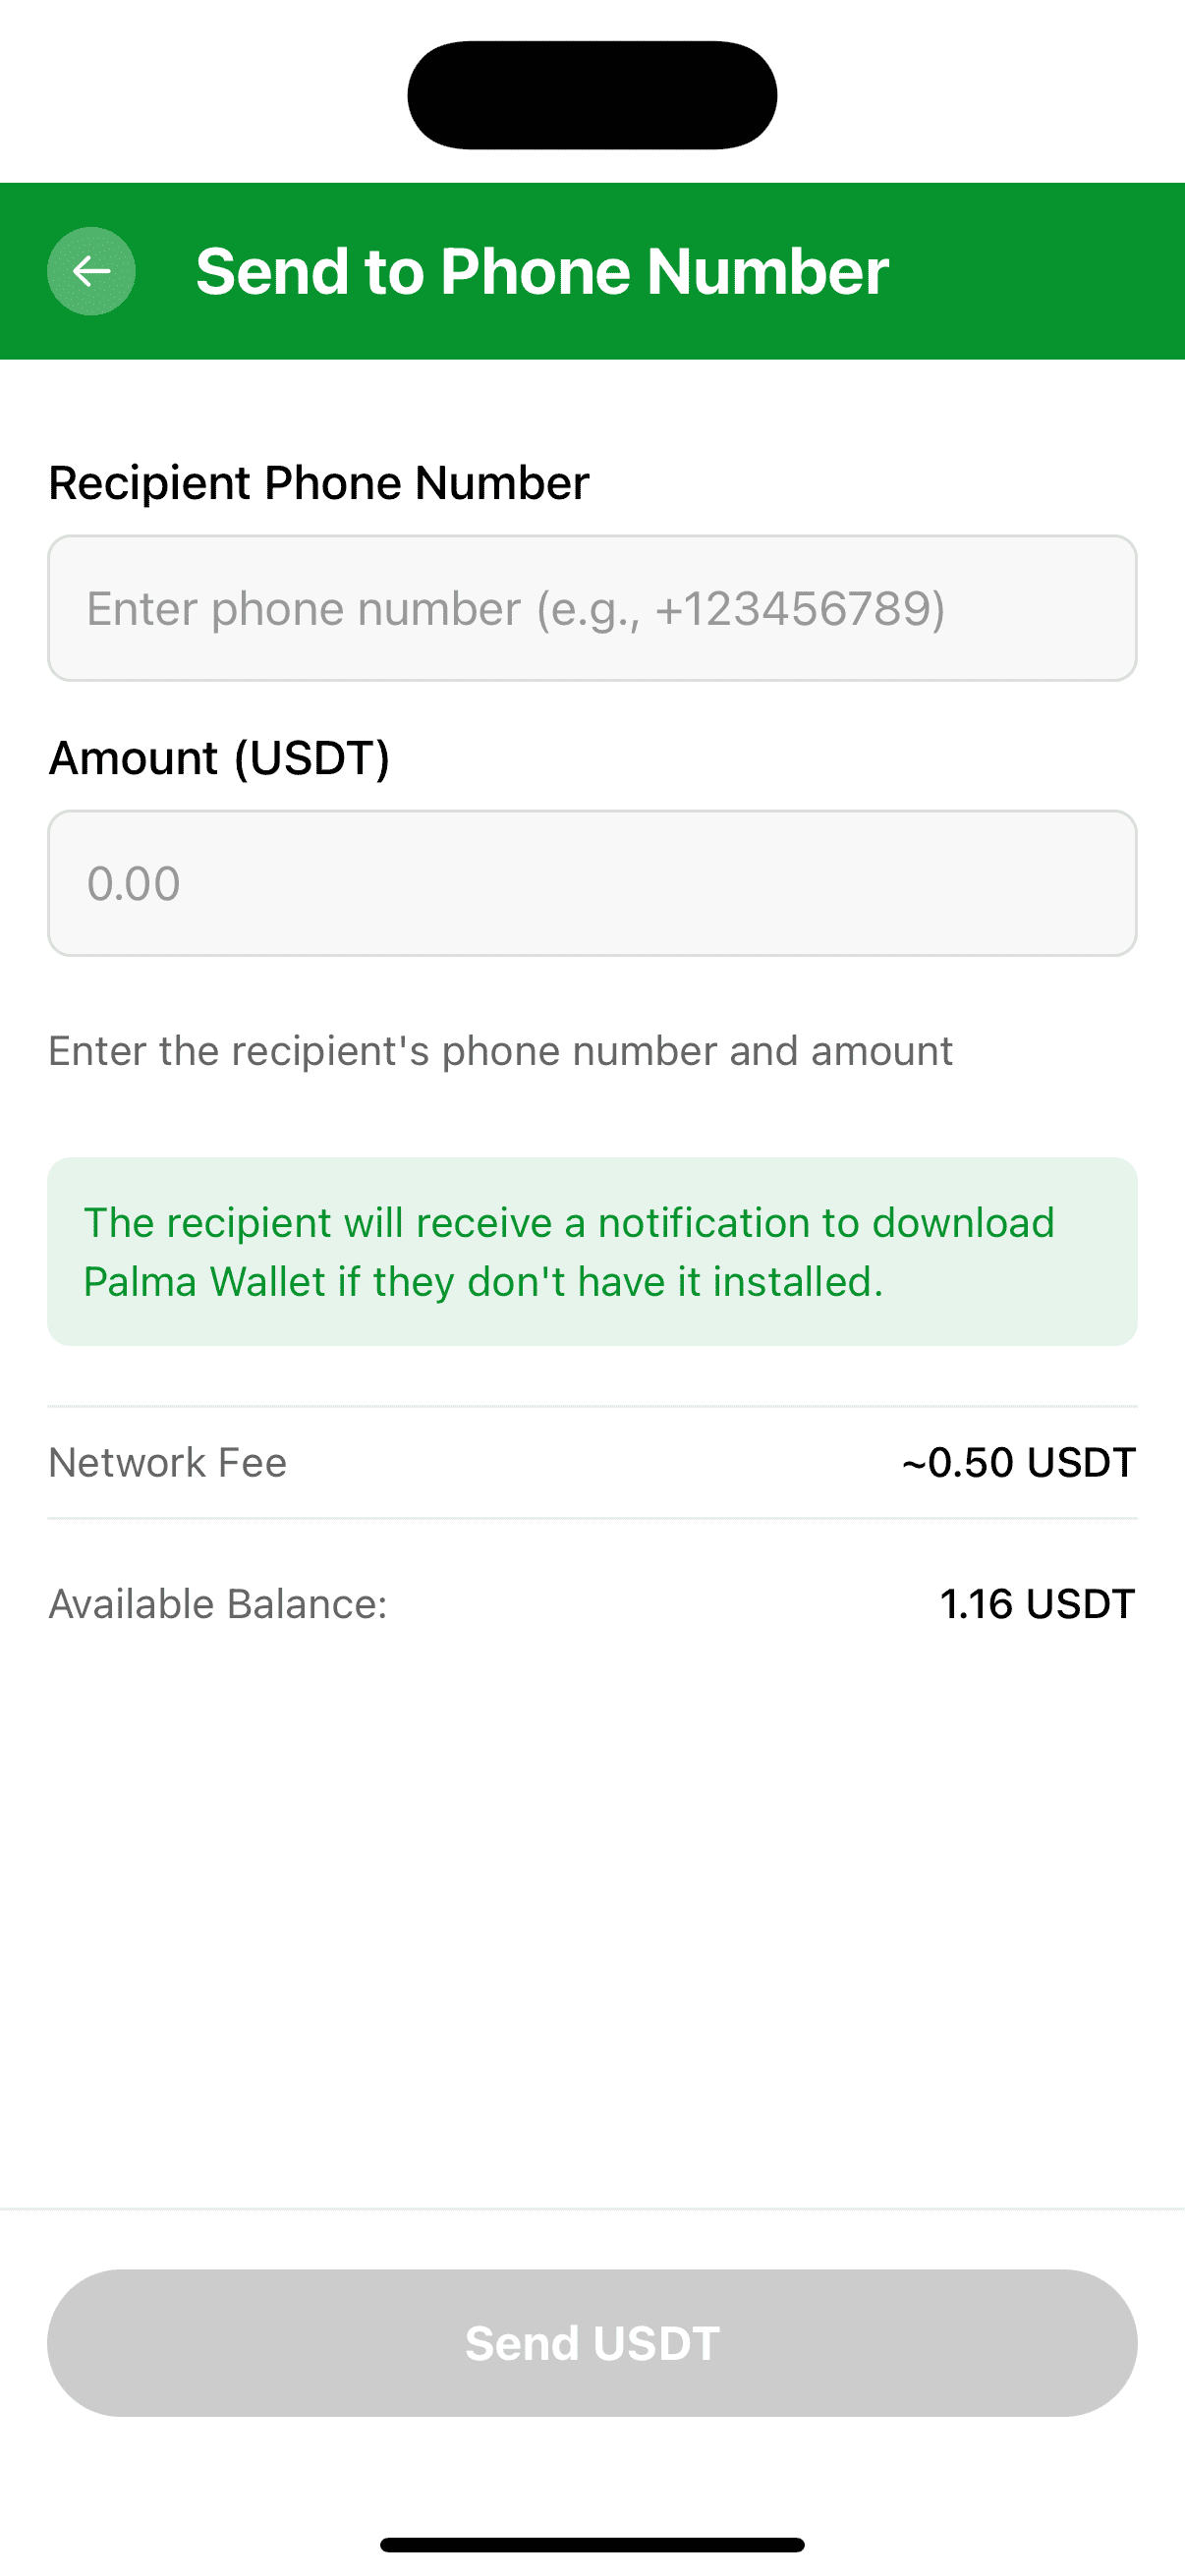 Send to Phone Number
Recipient Phone Number
Enter phone number (e.g., +123456789)
Amount (USDT)
0.00
Enter the recipient's phone number and amount
The recipient will receive a notification to download
Palma Wallet if they don't have it installed.
Network Fee ~0.50 USDT
Available Balance: 1.16 USDT
Send USDT